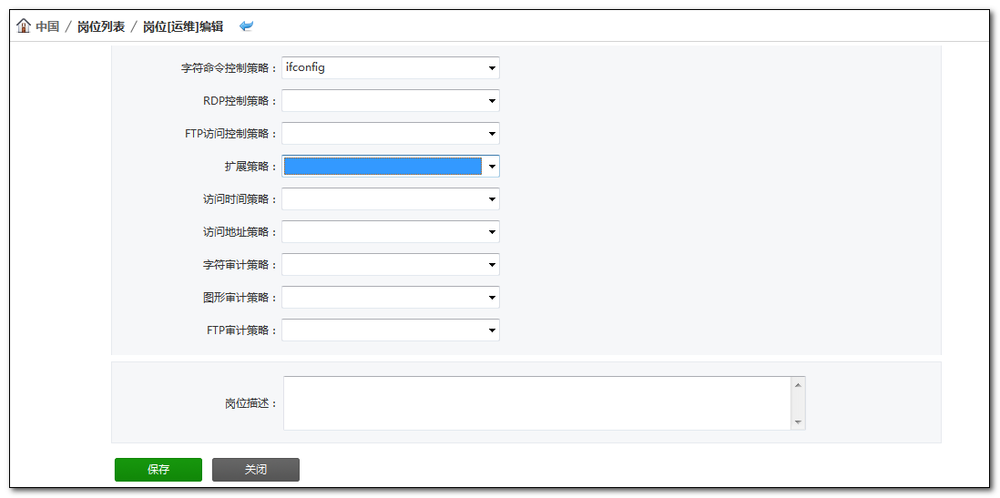 中国 / 岗位列表 / 岗位[运维]编辑
字符命令控制策略： ifconfig
RDP控制策略：
FTP访问控制策略：
扩展策略：
访问时间策略：
访问地址策略：
字符审计策略：
图形审计策略：
FTP审计策略：
岗位描述：
保存 关闭